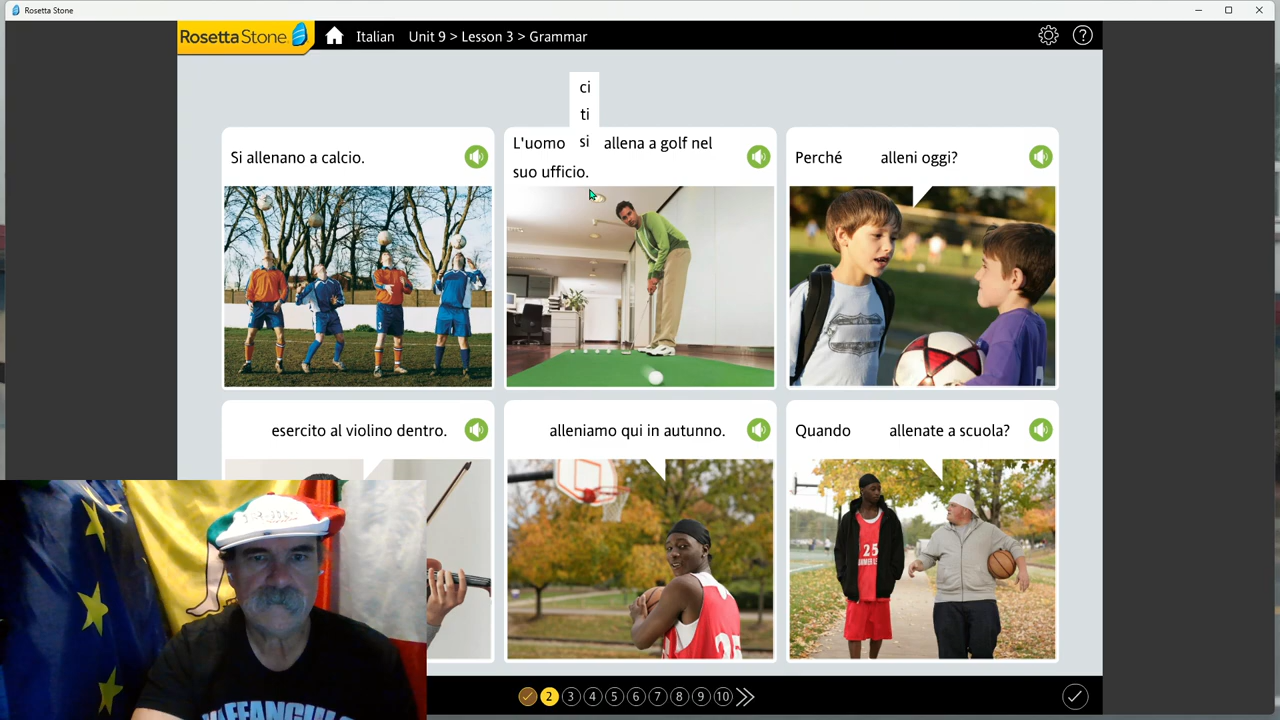 Rosetta Stone
RosettaStone
Italian Unit 9 > Lesson 3 > Grammar
?
ci
ti
si
Si allenano a calcio.
L'uomo allena a golf nel
suo ufficio.
Perché alleni oggi?
esercito al violino dentro.
alleniamo qui in autunno.
Quando allenate a scuola?
25
2 3 4 5 6 7 8 9 10